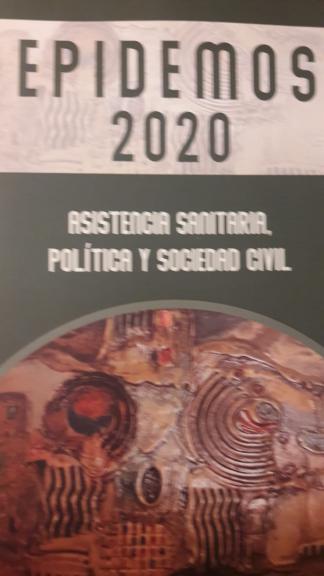 EPIDEMOS
2020
ASISTENCIA SANITARIA,
POLÍTICA Y SOCIEDAD CIVIL